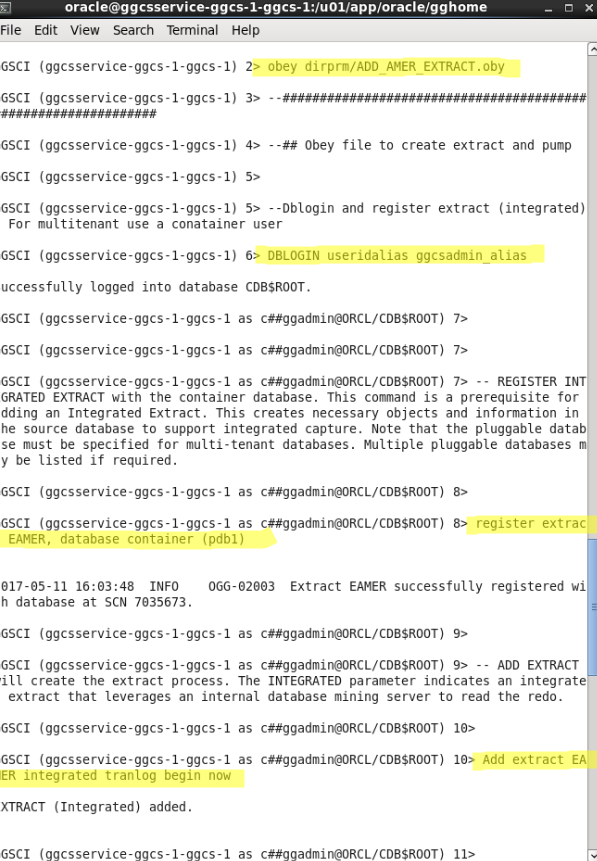 oracle@ggcsservice-ggcs-1-ggcs-1:/u01/app/oracle/gghome
File Edit View Search Terminal Help
GSCI (ggcsservice-ggcs-1-ggcs-1) 2> obey dirprm/ADD_AMER_EXTRACT.oby
GSCI (ggcsservice-ggcs-1-ggcs-1) 3> --########################################
#####################
GSCI (ggcsservice-ggcs-1-ggcs-1) 4> --## Obey file to create extract and pump
GSCI (ggcsservice-ggcs-1-ggcs-1) 5>
GSCI (ggcsservice-ggcs-1-ggcs-1) 5> --Dblogin and register extract (integrated)
For multitenant use a conatainer user
GSCI (ggcsservice-ggcs-1-ggcs-1) 6> DBLOGIN useridalias ggcsadmin_alias
uccessfully logged into database CDB$ROOT.
GSCI (ggcsservice-ggcs-1-ggcs-1 as c##ggadmin@ORCL/CDB$ROOT) 7>
GSCI (ggcsservice-ggcs-1-ggcs-1 as c##ggadmin@ORCL/CDB$ROOT) 7>
GSCI (ggcsservice-ggcs-1-ggcs-1 as c##ggadmin@ORCL/CDB$ROOT) 7> -- REGISTER INT
GRATED EXTRACT with the container database. This command is a prerequisite for
dding an Integrated Extract. This creates necessary objects and information in
he source database to support integrated capture. Note that the pluggable datab
se must be specified for multi-tenant databases. Multiple pluggable databases m
y be listed if required.
GSCI (ggcsservice-ggcs-1-ggcs-1 as c##ggadmin@ORCL/CDB$ROOT) 8>
GSCI (ggcsservice-ggcs-1-ggcs-1 as c##ggadmin@ORCL/CDB$ROOT) 8> register extrac
EAMER, database container (pdb1)
017-05-11 16:03:48 INFO OGG-02003 Extract EAMER successfully registered wi
h database at SCN 7035673.
GSCI (ggcsservice-ggcs-1-ggcs-1 as c##ggadmin@ORCL/CDB$ROOT) 9>
GSCI (ggcsservice-ggcs-1-ggcs-1 as c##ggadmin@ORCL/CDB$ROOT) 9> -- ADD EXTRACT
ill create the extract process. The INTEGRATED parameter indicates an integrate
extract that leverages an internal database mining server to read the redo.
GSCI (ggcsservice-ggcs-1-ggcs-1 as c##ggadmin@ORCL/CDB$ROOT) 10>
GSCI (ggcsservice-ggcs-1-ggcs-1 as c##ggadmin@ORCL/CDB$ROOT) 10> Add extract EA
ER integrated tranlog begin now
XTRACT (Integrated) added.
GSCI (ggcsservice-ggcs-1-ggcs-1 as c##ggadmin@ORCL/CDB$ROOT) 11>